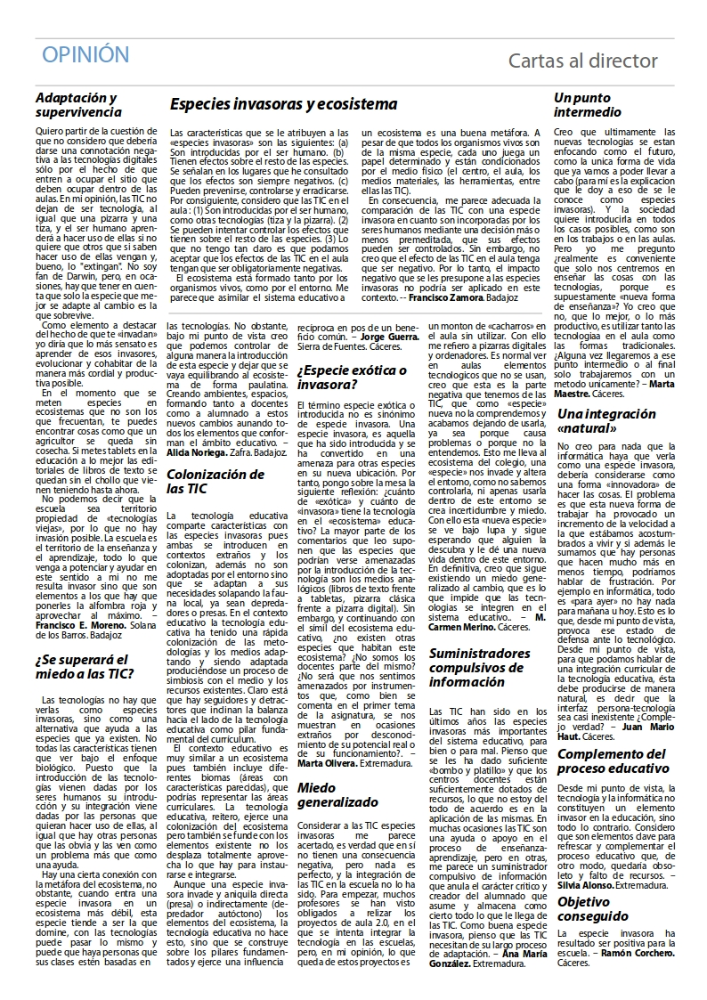 OPINIÓN
Cartas al director
Adaptación y
supervivencia
Quiero partir de la cuestión de
que no considero que debería
darse una connotación nega-
tiva a las tecnologías digitales
sólo por el hecho de que
entren a ocupar el sitio que
deben ocupar dentro de las
aulas. En mi opinión, las TIC no
dejan de ser tecnología, al
igual que una pizarra y una
tiza, y el ser humano apren-
derá a hacer uso de ellas si no
quiere que otros que si saben
hacer uso de ellas vengan y,
bueno, lo "extingan". No soy
fan de Darwin, pero, en oca-
siones, hay que tener en cuen-
ta que solo la especie que me-
jor se adapte al cambio es la
que sobrevive.
Como elemento a destacar
del hecho de que te «invadan»
yo diría que lo más sensato es
aprender de esos invasores,
evolucionar y cohabitar de la
manera más cordial y produc-
tiva posible.
En el momento que se
meten especies en
ecosistemas que no son los
que frecuentan, te puedes
encontrar cosas como que un
agricultor se queda sin
cosecha. Si metes tablets en la
educación a lo mejor las edi-
toriales de libros de texto se
quedan sin el chollo que vie-
nen teniendo hasta ahora.
No podemos decir que la
escuela sea territorio
propiedad de «tecnologías
viejas», por lo que no hay
invasión posible. La escuela es
el territorio de la enseñanza y
el aprendizaje, todo lo que
venga a potenciar y ayudar en
este sentido a mi no me
resulta invasor sino que son
elementos a los que hay que
ponerles la alfombra roja y
aprovechar al máximo. –
Francisco E. Moreno. Solana
de los Barros. Badajoz
¿Se superará el
miedo a las TIC?
Las tecnologías no hay que
verlas como especies
invasoras, sino como una
alternativa que ayuda a las
especies que ya existen. No
todas las características tienen
que ver bajo el enfoque
biológico. Puesto que la
introducción de las tecnolo-
gías vienen dadas por los
seres humanos su introdu-
cción y su integración viene
dadas por las personas que
quieran hacer uso de ellas, al
igual que hay otras personas
que las obvia y las ven como
un problema más que como
una ayuda.
Hay una cierta conexión con
la metáfora del ecosistema, no
obstante, cuando entra una
especie invasora en un
ecosistema más débil, esta
especie tiende a ser la que
domine, con las tecnologías
puede pasar lo mismo y
puede que haya personas que
sus clases estén basadas en
Especies invasoras y ecosistema
Las características que se le atribuyen a las
«especies invasoras» son las siguientes: (a)
Son introducidas por el ser humano. (b)
Tienen efectos sobre el resto de las especies.
Se señalan en los lugares que he consultado
que los efectos son siempre negativos. (c)
Pueden prevenirse, controlarse y erradicarse.
Por consiguiente, considero que las TIC en el
aula : (1) Son introducidas por el ser humano,
como otras tecnologías (tiza y la pizarra). (2)
Se pueden intentar controlar los efectos que
tienen sobre el resto de las especies. (3) Lo
que no tengo tan claro es que podamos
aceptar que los efectos de las TIC en el aula
tengan que ser obligatoriamente negativas.
El ecosistema está formado tanto por los
organismos vivos, como por el entorno. Me
parece que asimilar el sistema educativo a
un ecosistema es una buena metáfora. A
pesar de que todos los organismos vivos son
de la misma especie, cada uno juega un
papel determinado y están condicionados
por el medio físico (el centro, el aula, los
medios materiales, las herramientas, entre
ellas las TIC).
En consecuencia, me parece adecuada la
comparación de las TIC con una especie
invasora en cuanto son incorporadas por los
seres humanos mediante una decisión más o
menos premeditada, que sus efectos
pueden ser controlados. Sin embargo, no
creo que el efecto de las TIC en el aula tenga
que ser negativo. Por lo tanto, el impacto
negativo que se les presupone a las especies
invasoras no podría ser aplicado en este
contexto. -- Francisco Zamora. Badajoz
las tecnologías. No obstante,
bajo mi punto de vista creo
que podemos controlar de
alguna manera la introducción
de esta especie y dejar que se
vaya equilibrando al ecosiste-
ma de forma paulatina.
Creando ambientes, espacios,
formando tanto a docentes
como a alumnado a estos
nuevos cambios aunando to-
dos los elementos que confor-
man el ámbito educativo. –
Alicia Noriega. Zafra. Badajoz.
Colonización de
las TIC
La tecnología educativa
comparte características con
las especies invasoras pues
ambas se introducen en
contextos extraños y los
colonizan, además no son
adoptadas por el entorno sino
que se adaptan a sus
necesidades solapando la fau-
na local, ya sean depreda-
dores o presas. En el contexto
educativo la tecnología edu-
cativa ha tenido una rápida
colonización de las meto-
dologías y los medios adap-
tando y siendo adaptada
produciéndose un proceso de
simbiosis con el medio y los
recursos existentes. Claro está
que hay seguidores y detrac-
tores que inclinan la balanza
hacia el lado de la tecnología
educativa como pilar funda-
mental del currículum.
El contexto educativo es
muy similar a un ecosistema
pues también incluye dife-
rentes biomas (áreas con
características parecidas), que
podrías representar las áreas
curriculares. La tecnología
educativa, reitero, ejerce una
colonización del ecosistema
pero también se funde con los
elementos existente no los
desplaza totalmente aprove-
cha lo que hay para instau-
rarse e integrarse.
Aunque una especie inva-
sora invade y aniquila directa
(presa) o indirectamente (de-
predador autóctono) los
elementos del ecosistema, la
tecnología educativa no hace
esto, sino que se construye
sobre los pilares fundamen-
tados y ejerce una influencia
recíproca en pos de un bene-
ficio común. – Jorge Guerra.
Sierra de Fuentes. Cáceres.
¿Especie exótica o
invasora?
El término especie exótica o
introducida no es sinónimo
de especie invasora. Una
especie invasora, es aquella
que ha sido introducida y se
ha convertido en una
amenaza para otras especies
en su nueva ubicación. Por
tanto, pongo sobre la mesa la
siguiente reflexión: ¿cuánto
de «exótica» y cuánto de
«invasora» tiene la tecnología
en el «ecosistema» educa-
tivo? La mayor parte de los
comentarios que leo supo-
nen que las especies que
podrían verse amenazadas
por la introducción de la tec-
nología son los medios ana-
lógicos (libros de texto frente
a tabletas, pizarra clásica
frente a pizarra digital). Sin
embargo, y continuando con
el símil del ecosistema edu-
cativo, ¿no existen otras
especies que habitan este
ecosistema? ¿No somos los
docentes parte del mismo?
¿No será que nos sentimos
amenazados por instrumen-
tos que, como bien se
comenta en el primer tema
de la asignatura, se nos
muestran en ocasiones
extraños por desconoci-
miento de su potencial real o
de su funcionamiento?. –
Marta Olivera. Extremadura.
Miedo
generalizado
Considerar a las TIC especies
invasoras me parece
acertado, es verdad que en sí
no tienen una consecuencia
negativa, pero nada es
perfecto, y la integración de
las TIC en la escuela no lo ha
sido. Para empezar, muchos
profesores se han visto
obligados a relizar los
proyectos de aula 2.0, en el
que se intenta integrar la
tecnología en las escuelas,
pero, en mi opinión, lo que
queda de estos proyectos es
un monton de «cacharros» en
el aula sin utilizar. Con ello
me refiero a pizarras digitales
y ordenadores. Es normal ver
en aulas elementos
tecnologicos que no se usan,
creo que esta es la parte
negativa que tenemos de las
TIC, que como «especie»
nueva no la comprendemos y
acabamos dejando de usarla,
ya sea porque causa
problemas o porque no la
entendemos. Esto me lleva al
ecosistema del colegio, una
«especie» nos invade y altera
el entorno, como no sabemos
controlarla, ni apenas usarla
dentro de este entorno se
crea incertidumbre y miedo.
Con ello esta «nueva especie»
se ve bajo lupa y sigue
esperando que alguien la
descubra y le dé una nueva
vida dentro de este entorno.
En definitiva, creo que sigue
existiendo un miedo gene-
ralizado al cambio, que es lo
que impide que las tecn-
ologías se integren en el
sistema educativo.. – M.
Carmen Merino. Cáceres.
Suministradores
compulsivos de
información
Las TIC han sido en los
últimos años las especies
invasoras más importantes
del sistema educativo, para
bien o para mal. Pienso que
se les ha dado suficiente
«bombo y platillo» y que los
centros docentes están
suficientemente dotados de
recursos, lo que no estoy del
todo de acuerdo es en la
aplicación de las mismas. En
muchas ocasiones las TIC son
una ayuda o apoyo en el
proceso de enseñanza-
aprendizaje, pero en otras,
me parece un suministrador
compulsivo de información
que anula el carácter crítico y
creador del alumnado que
asume y almacena como
cierto todo lo que le llega de
las TIC. Como buena especie
invasora, pienso que las TIC
necesitan de su largo proceso
de adaptación. – Ana María
González. Extremadura.
Un punto
intermedio
Creo que ultimamente las
nuevas tecnologias se estan
enfocando como el futuro,
como la unica forma de vida
que ya vamos a poder llevar a
cabo (para mí es la explicacion
que le doy a eso de se le
conoce como especies
invasoras). Y la sociedad
quiere introducirla en todos
los casos posibles, como son
en los trabajos o en las aulas.
Pero yo me pregunto
¿realmente es conveniente
que solo nos centremos en
enseñar las cosas con las
tecnologias, porque es
supuestamente «nueva forma
de enseñanza»? Yo creo que
no, que lo mejor, o lo más
productivo, es utilizar tanto las
tecnologiaa en el aula como
las formas tradicionales.
¿Alguna vez llegaremos a ese
punto intermedio o al final
solo trabajaremos con un
metodo unicamente? – Marta
Maestre. Cáceres.
Una integración
«natural»
No creo para nada que la
informática haya que verla
como una especie invasora,
debería considerarse como
una forma «innovadora» de
hacer las cosas. El problema
es que esta nueva forma de
trabajar ha provocado un
incremento de la velocidad a
la que estábamos acostum-
brados a vivir y si además le
sumamos que hay personas
que hacen mucho más en
menos tiempo, podríamos
hablar de frustración. Por
ejemplo en informática, todo
es «para ayer» no hay nada
para mañana u hoy. Esto es lo
que, desde mi punto de vista,
provoca ese estado de
defensa ante lo tecnológico.
Desde mi punto de vista,
para que podamos hablar de
una integración curricular de
la tecnología educativa, ésta
debe producirse de manera
natural, es decir que la
interfaz persona-tecnología
sea casi inexistente ¿Comple-
jo verdad? – Juan Mario
Haut. Cáceres.
Complemento del
proceso educativo
Desde mi punto de vista, la
tecnología y la informática no
constituyen un elemento
invasor en la educación, sino
todo lo contrario. Considero
que son elementos clave para
refrescar y complementar el
proceso educativo que, de
otro modo, quedaría obso-
leto y falto de recursos. –
Silvia Alonso. Extremadura.
Objetivo
conseguido
La especie invasora ha
resultado ser positiva para la
escuela. – Ramón Corchero.
Cáceres.